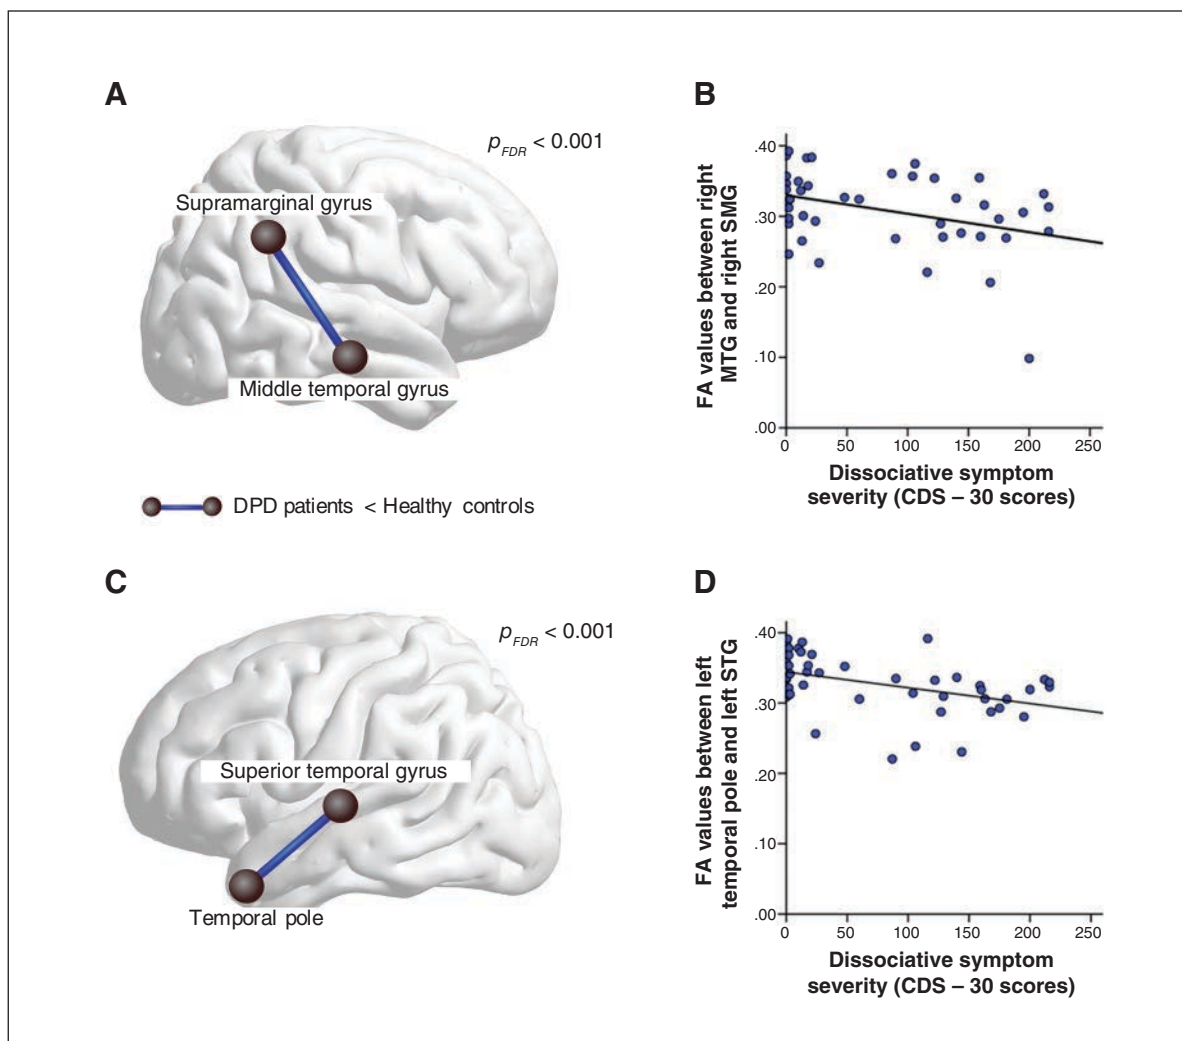 A
p_FDR < 0.001
Supramarginal gyrus
Middle temporal gyrus
DPD patients < Healthy controls
B
FA values between right
MTG and right SMG
.40
.30
.20
.10
.00
0 50 100 150 200 250
Dissociative symptom
severity (CDS – 30 scores)
C
p_FDR < 0.001
Superior temporal gyrus
Temporal pole
D
FA values between left
temporal pole and left STG
.40
.30
.20
.10
.00
0 50 100 150 200 250
Dissociative symptom
severity (CDS – 30 scores)